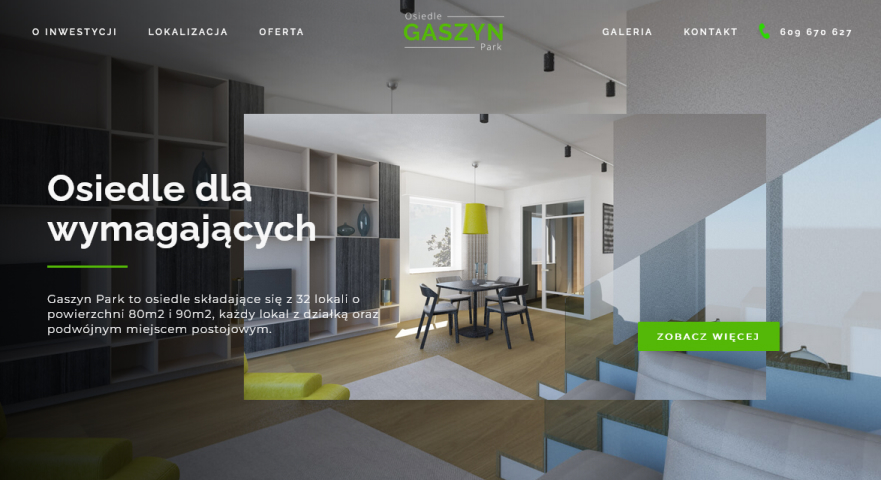 O INWESTYCJI LOKALIZACJA OFERTA
Osiedle
GASZYN
Park
GALERIA KONTAKT 609 670 627
Osiedle dla
wymagających
Gaszyn Park to osiedle składające się z 32 lokali o
powierzchni 80m2 i 90m2, każdy lokal z działką oraz
podwójnym miejscem postojowym.
ZOBACZ WIĘCEJ